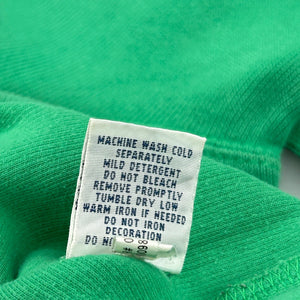 MACHINE WASH COLD
SEPARATELY
MILD DETERGENT
DO NOT BLEACH
REMOVE PROMPTLY
TUMBLE DRY LOW
WARM IRON IF NEEDED
DO NOT IRON
DECORATION
DO